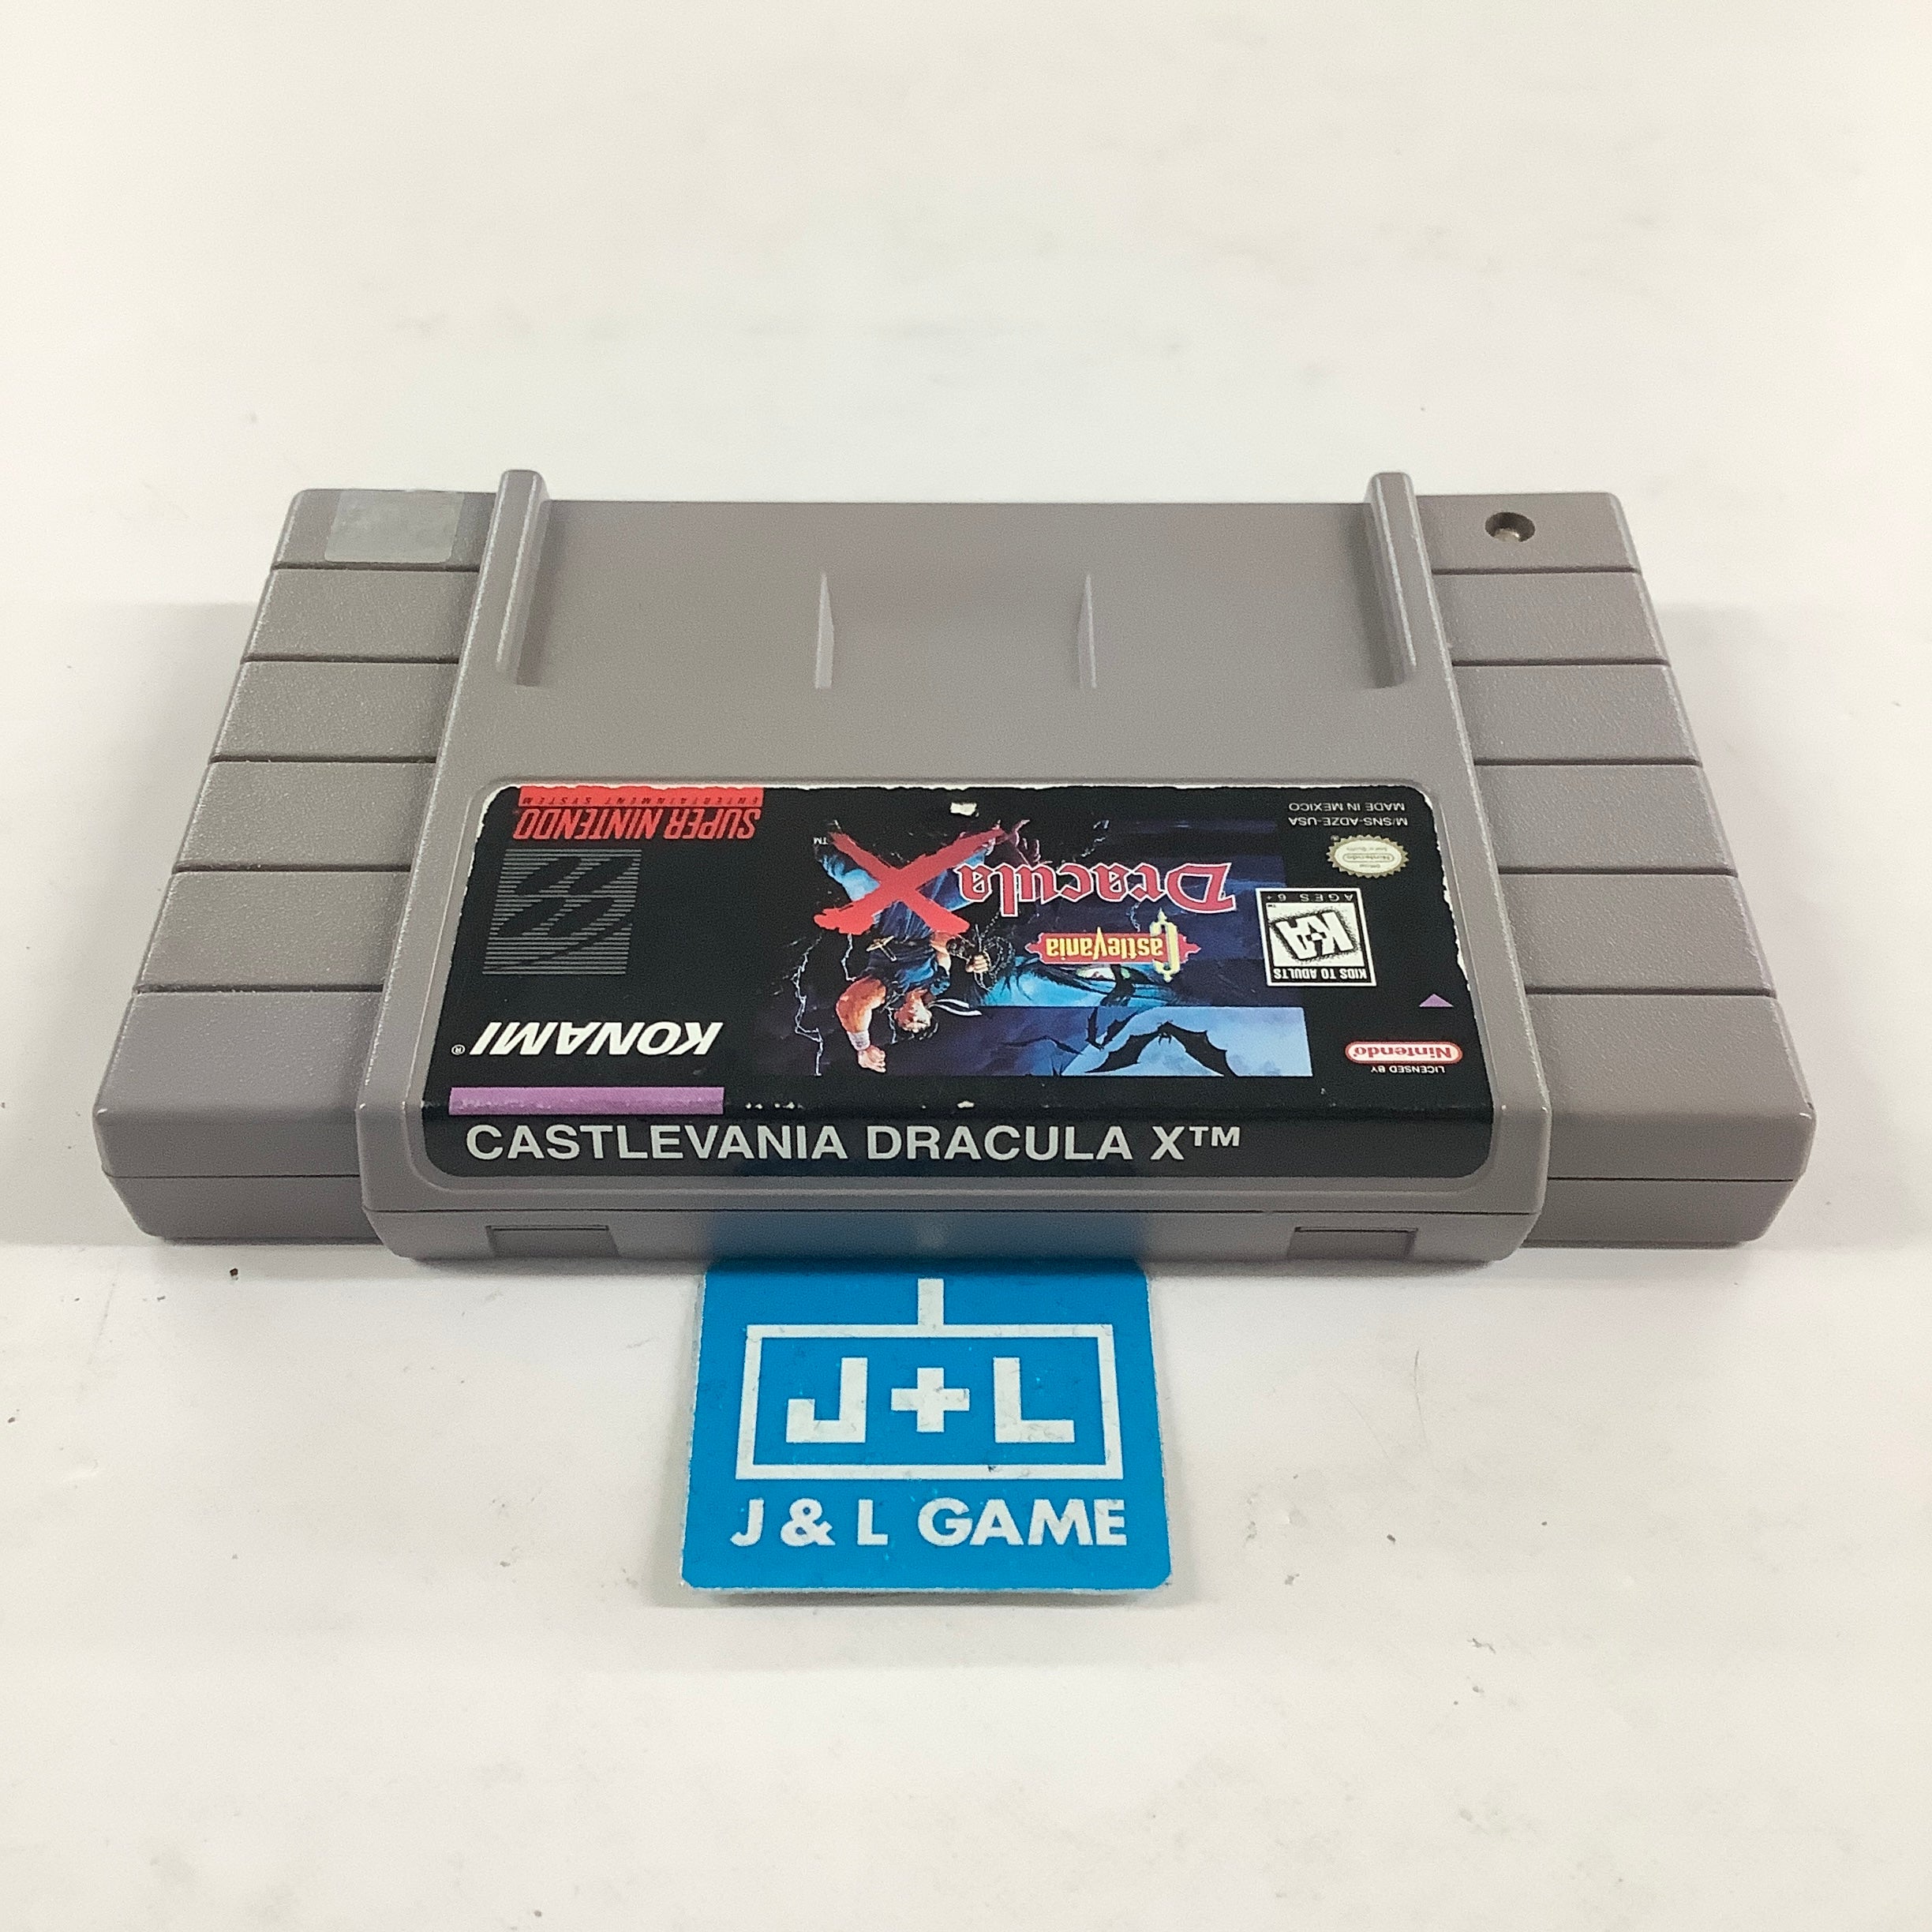 MADE IN MEXICO
M/SNS-ADZE-USA
SUPER NINTENDO
ENTERTAINMENT SYSTEM
Dracula X™
Castlevania
KIDS TO ADULTS
K-A
AGES 6+
LICENSED BY
Nintendo
KONAMI®
CASTLEVANIA DRACULA X™
J+L
J & L GAME